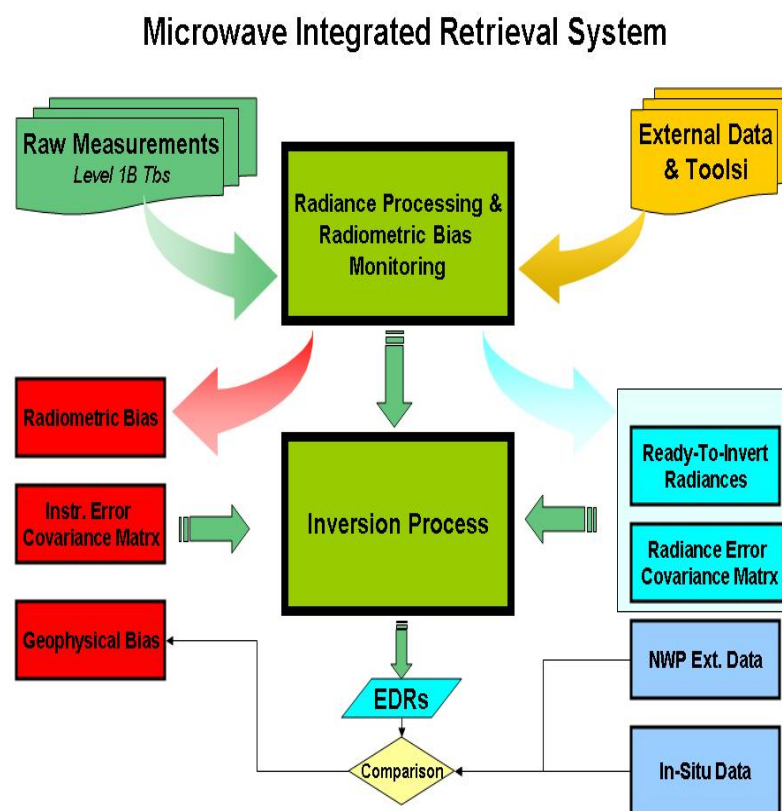 Microwave Integrated Retrieval System
Raw Measurements
Level 1B Tbs
External Data
& Toolsi
Radiance Processing &
Radiometric Bias
Monitoring
Radiometric Bias
Ready-To-Invert
Radiances
Instr. Error
Covariance Matrx
Inversion Process
Radiance Error
Covariance Matrx
Geophysical Bias
NWP Ext. Data
EDRs
Comparison
In-Situ Data